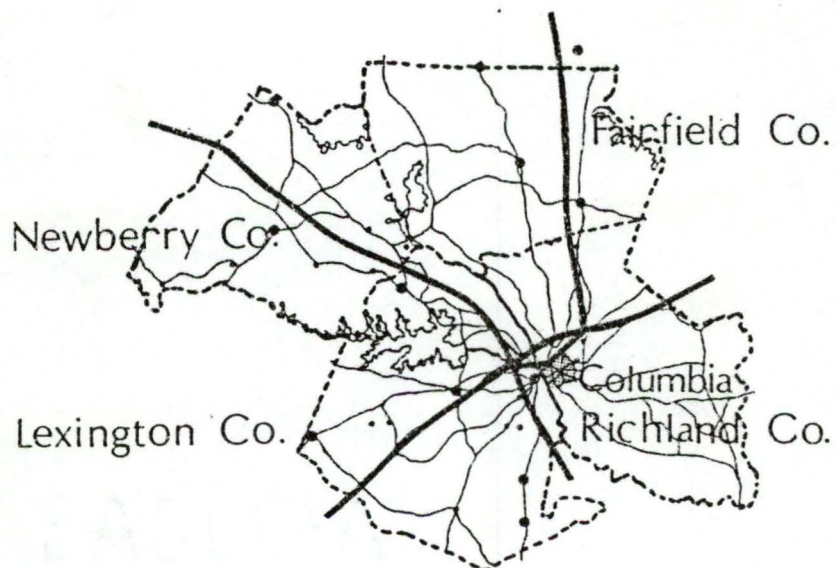 Fairfield Co.
Newberry Co.
Columbia
Lexington Co.
Richland Co.